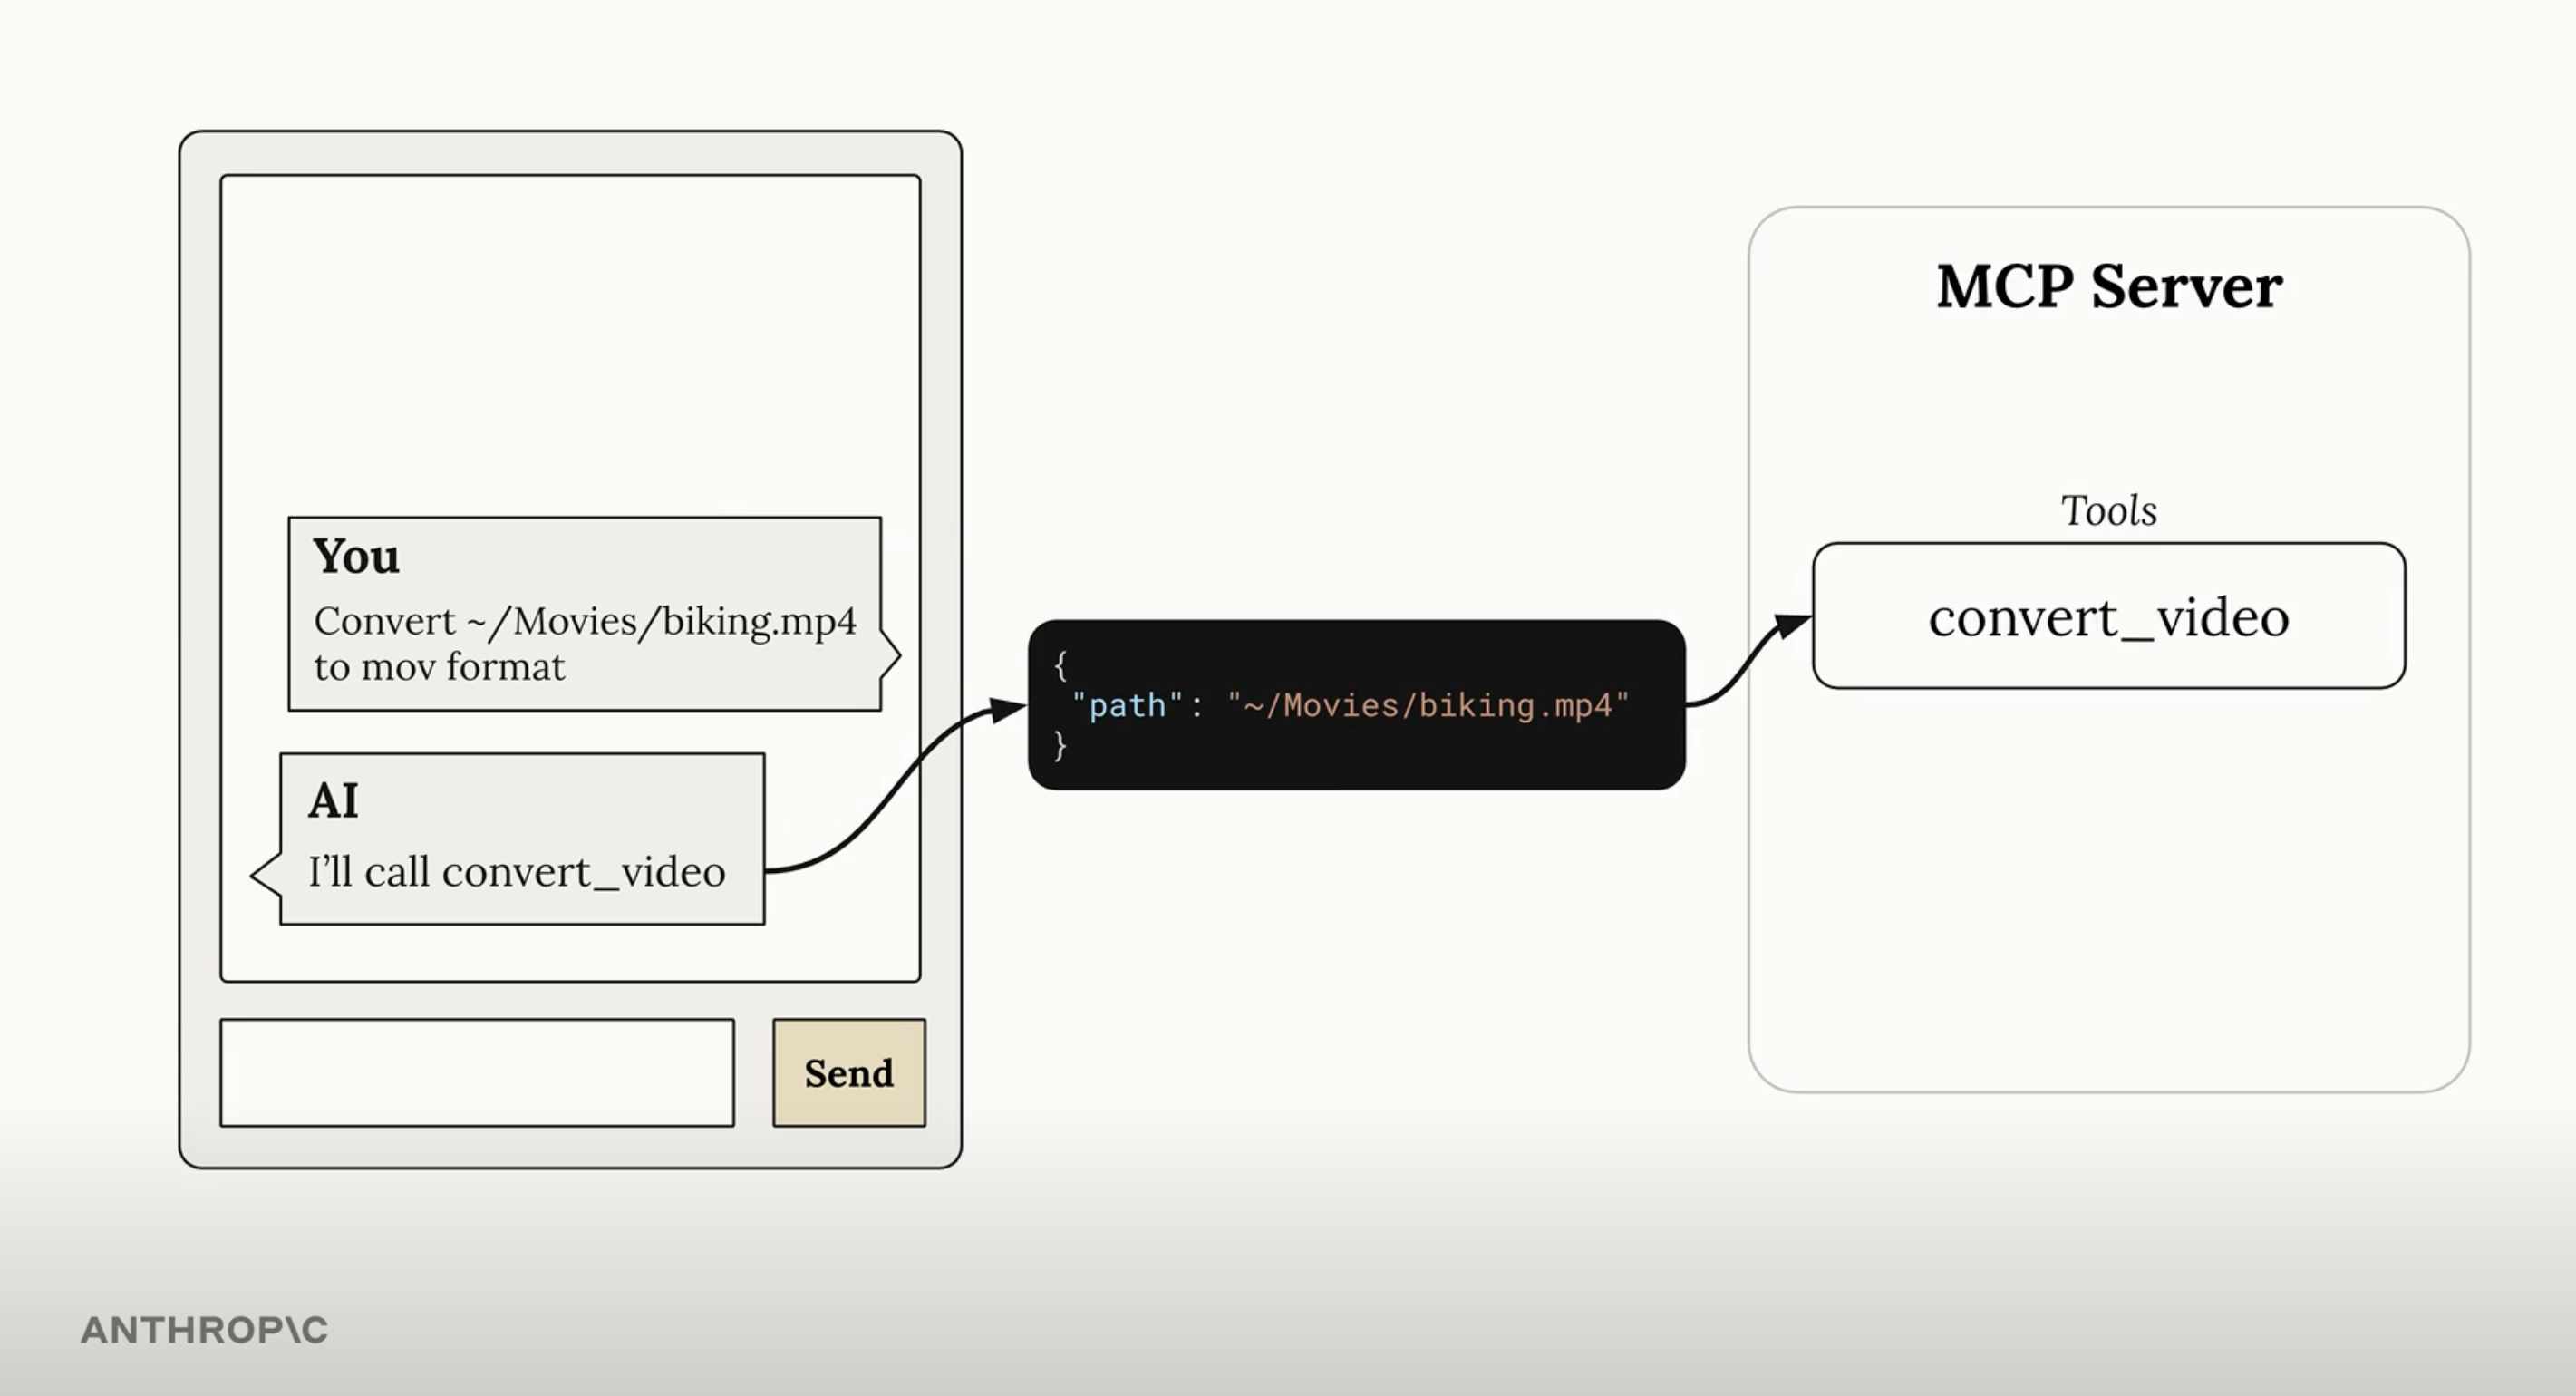 You
Convert ~/Movies/biking.mp4
to mov format
AI
I'll call convert_video
Send
{
"path": "~/Movies/biking.mp4"
}
MCP Server
Tools
convert_video
ANTHROP\C